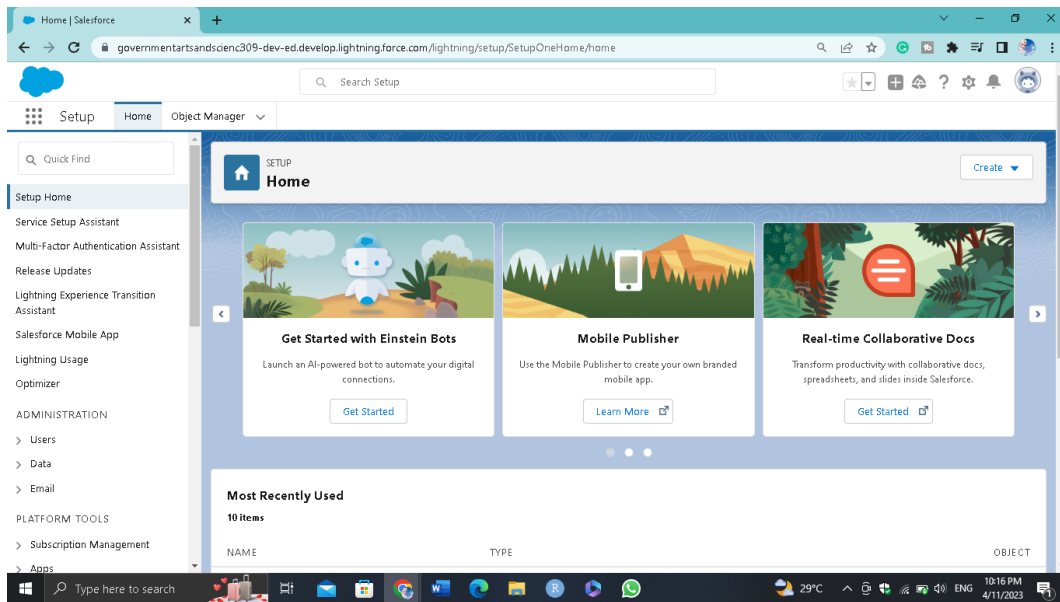 Home | Salesforce
governmentartsandscienc309-dev-ed.develop.lightning.force.com/lightning/setup/SetupOneHome/home
Search Setup
Setup
Home
Object Manager
Quick Find
Setup Home
Service Setup Assistant
Multi-Factor Authentication Assistant
Release Updates
Lightning Experience Transition
Assistant
Salesforce Mobile App
Lightning Usage
Optimizer
ADMINISTRATION
Users
Data
Email
PLATFORM TOOLS
Subscription Management
Apps
SETUP
Home
Create
Get Started with Einstein Bots
Launch an AI-powered bot to automate your digital
connections.
Get Started
Mobile Publisher
Use the Mobile Publisher to create your own branded
mobile app.
Learn More
Real-time Collaborative Docs
Transform productivity with collaborative docs,
spreadsheets, and slides inside Salesforce.
Get Started
Most Recently Used
10 items
NAME TYPE OBJECT
Type here to search
29°C
ENG
10:16 PM
4/11/2023